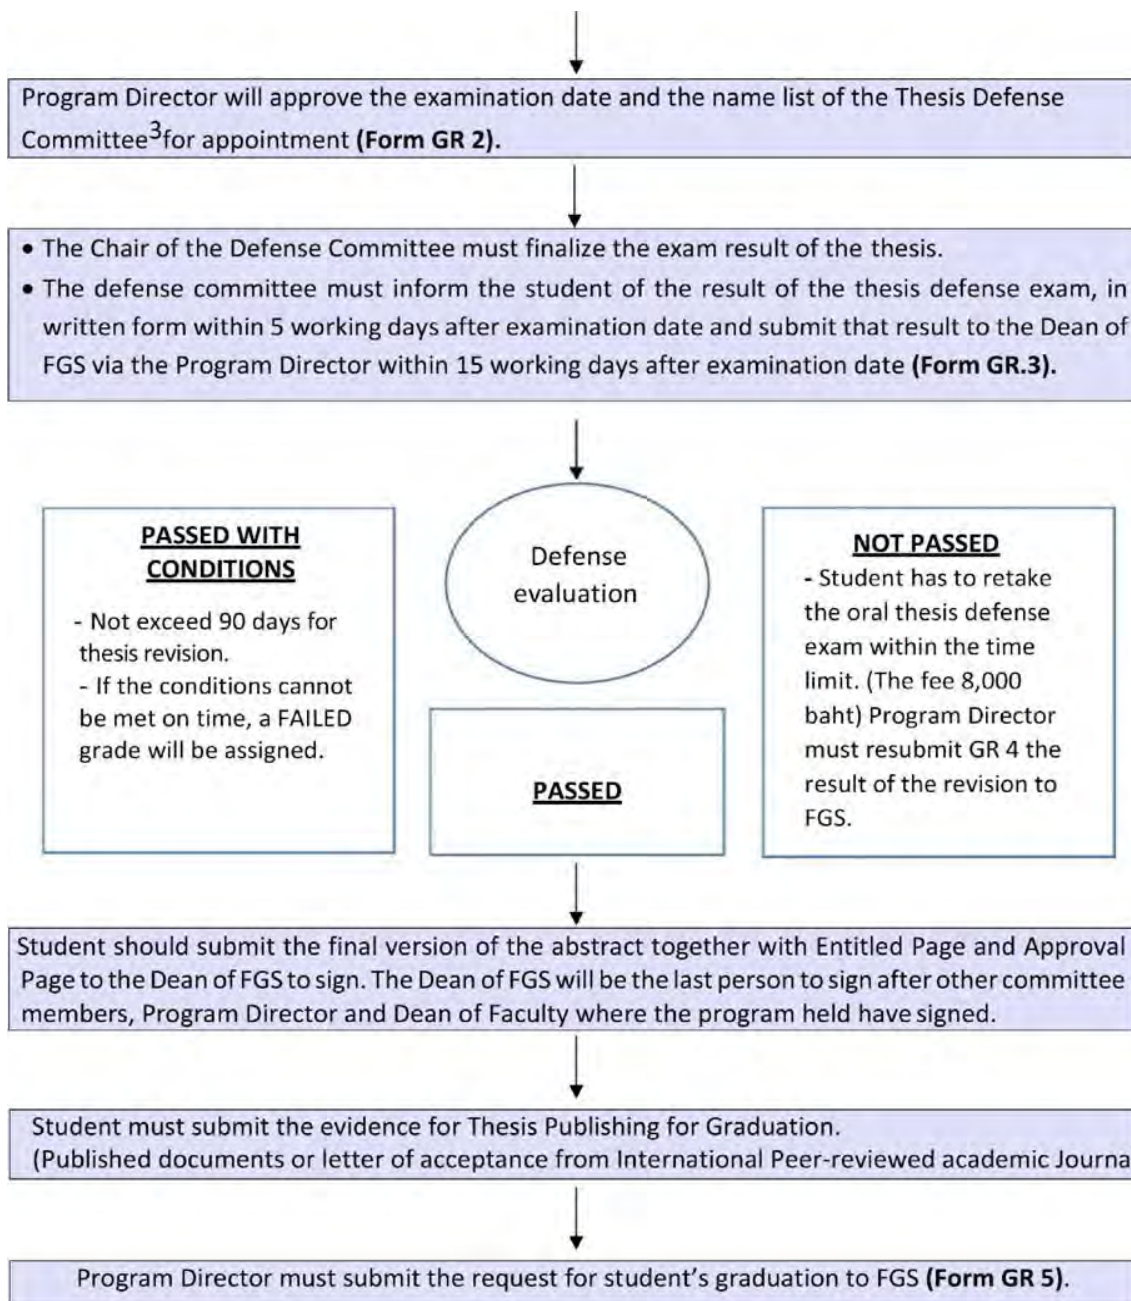 Program Director will approve the examination date and the name list of the Thesis Defense
Committee3for appointment (Form GR 2).
• The Chair of the Defense Committee must finalize the exam result of the thesis.
• The defense committee must inform the student of the result of the thesis defense exam, in
written form within 5 working days after examination date and submit that result to the Dean of
FGS via the Program Director within 15 working days after examination date (Form GR.3).
PASSED WITH
CONDITIONS
- Not exceed 90 days for
thesis revision.
- If the conditions cannot
be met on time, a FAILED
grade will be assigned.
Defense
evaluation
PASSED
NOT PASSED
- Student has to retake
the oral thesis defense
exam within the time
limit. (The fee 8,000
baht) Program Director
must resubmit GR 4 the
result of the revision to
FGS.
Student should submit the final version of the abstract together with Entitled Page and Approval
Page to the Dean of FGS to sign. The Dean of FGS will be the last person to sign after other committee
members, Program Director and Dean of Faculty where the program held have signed.
Student must submit the evidence for Thesis Publishing for Graduation.
(Published documents or letter of acceptance from International Peer-reviewed academic Journa
Program Director must submit the request for student's graduation to FGS (Form GR 5).